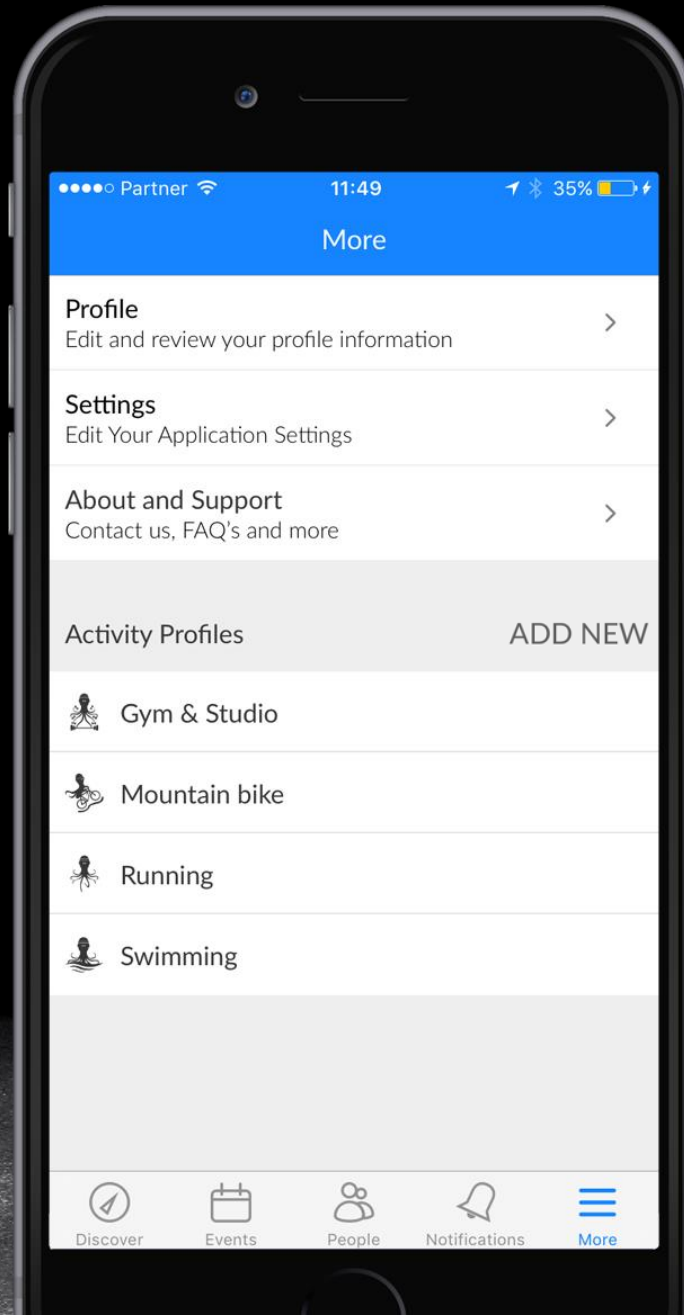 Partner 11:49 35%
More
Profile
Edit and review your profile information
Settings
Edit Your Application Settings
About and Support
Contact us, FAQ's and more
Activity Profiles ADD NEW
Gym & Studio
Mountain bike
Running
Swimming
Discover Events People Notifications More